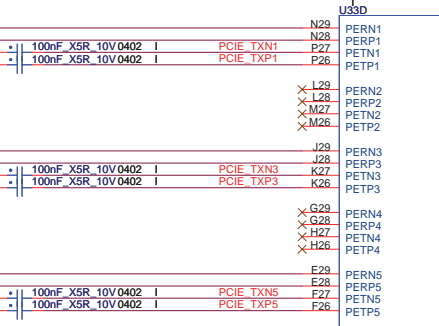 U33D
N29 PERN1
N28 PERP1
100nF_X5R_10V 0402 I PCIE_TXN1 P27 PETN1
100nF_X5R_10V 0402 I PCIE_TXP1 P26 PETP1
L29 PERN2
L28 PERP2
M27 PETN2
M26 PETP2
J29 PERN3
J28 PERP3
100nF_X5R_10V 0402 I PCIE_TXN3 K27 PETN3
100nF_X5R_10V 0402 I PCIE_TXP3 K26 PETP3
G29 PERN4
G28 PERP4
H27 PETN4
H26 PETP4
E29 PERN5
E28 PERP5
100nF_X5R_10V 0402 I PCIE_TXN5 F27 PETN5
100nF_X5R_10V 0402 I PCIE_TXP5 F26 PETP5